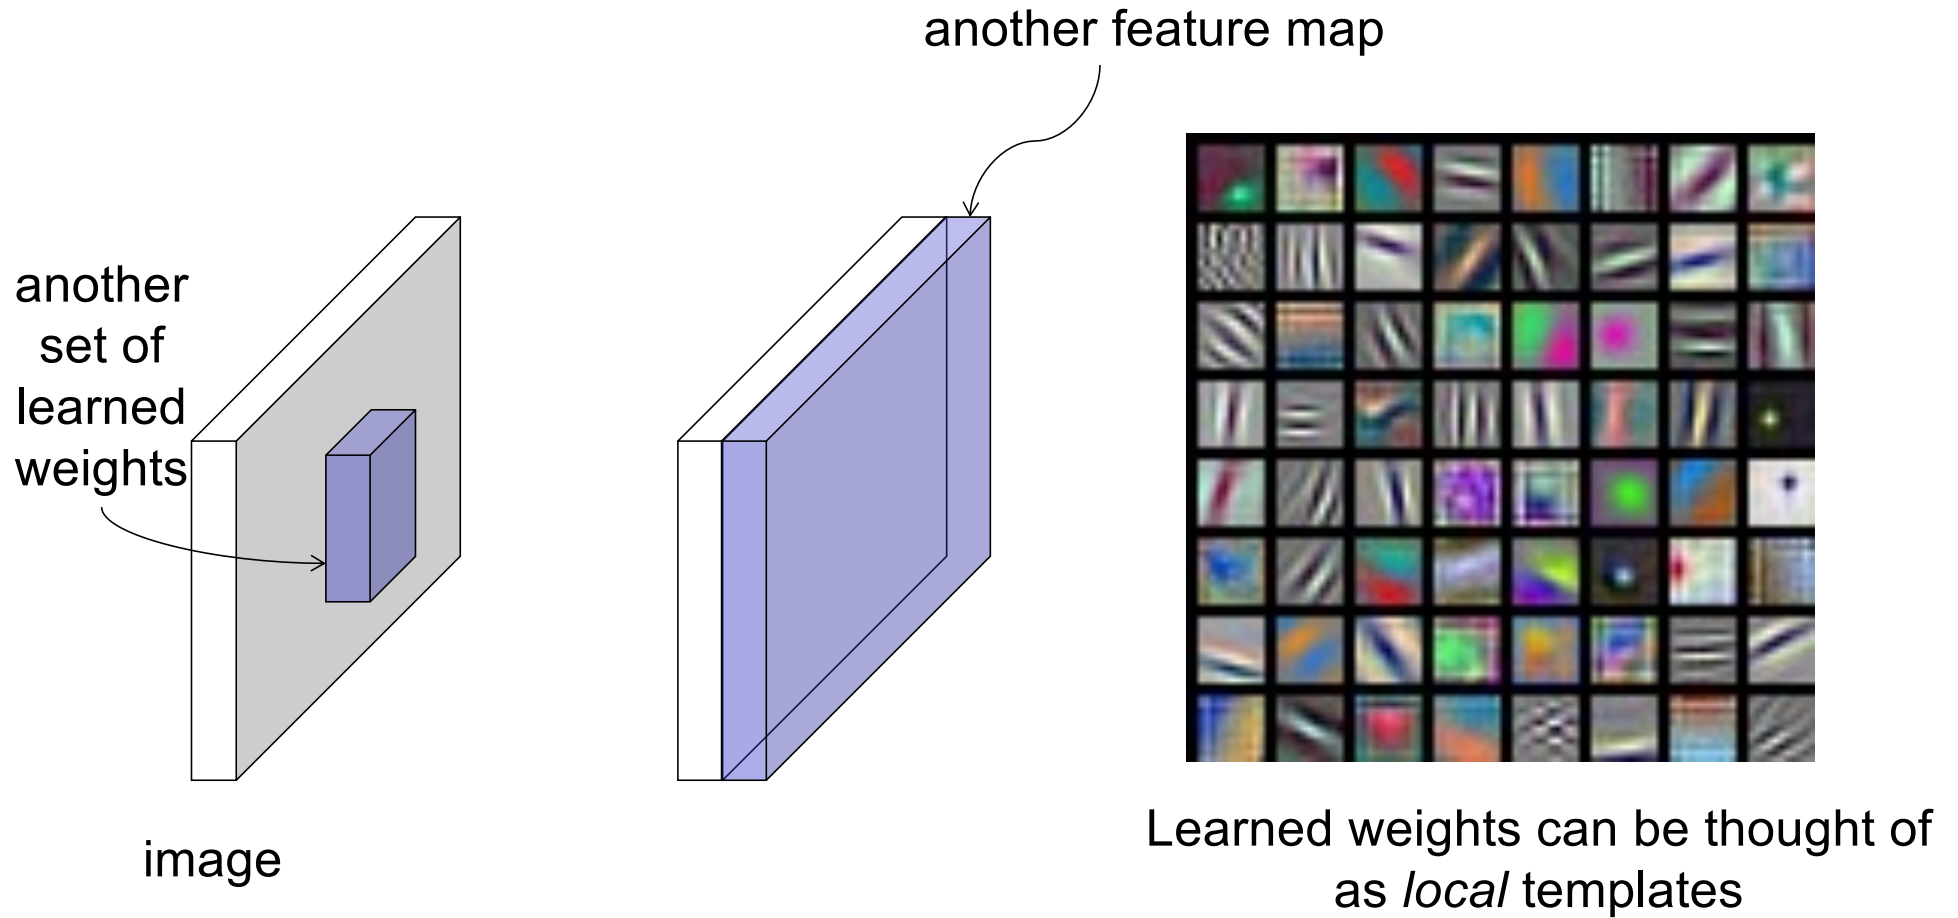 another feature map
another
set of
learned
weights
image
Learned weights can be thought of
as local templates